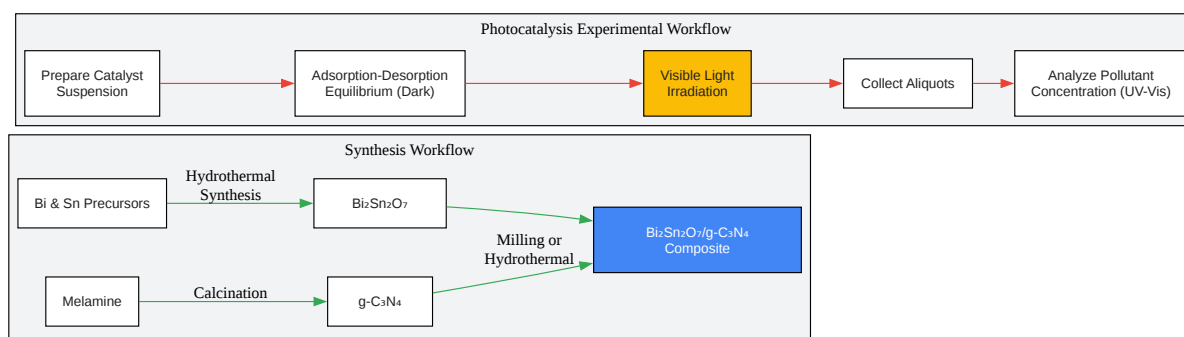 Photocatalysis Experimental Workflow
Prepare Catalyst
Suspension
Adsorption-Desorption
Equilibrium (Dark)
Visible Light
Irradiation
Collect Aliquots
Analyze Pollutant
Concentration (UV-Vis)
Synthesis Workflow
Bi & Sn Precursors
Hydrothermal
Synthesis
Bi₂Sn₂O₇
Melamine
Calcination
g-C₃N₄
Milling or
Hydrothermal
Bi₂Sn₂O₇/g-C₃N₄
Composite